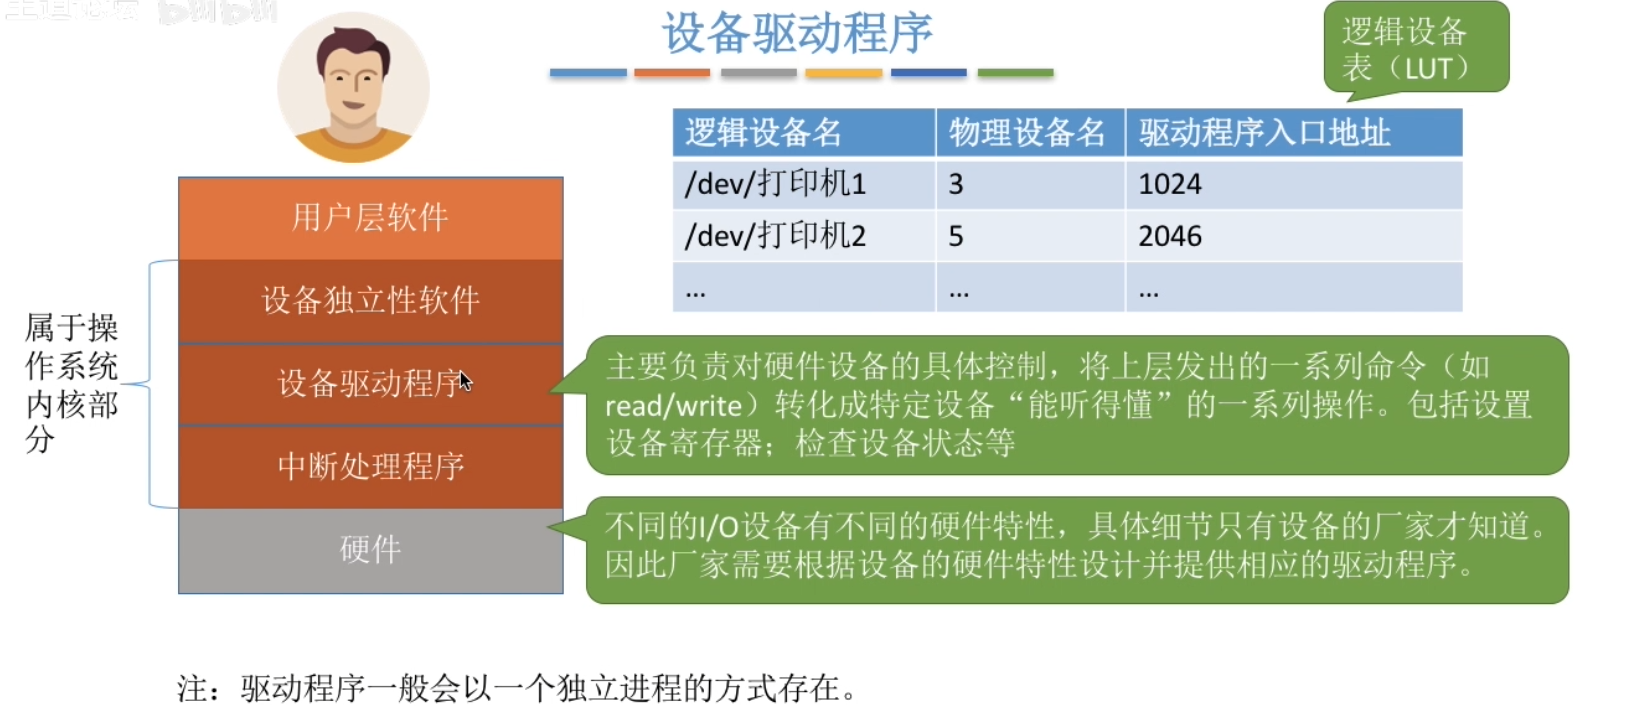 设备驱动程序
逻辑设备
表（LUT）
逻辑设备名 物理设备名 驱动程序入口地址
/dev/打印机1 3 1024
/dev/打印机2 5 2046
... ... ...
用户层软件
设备独立性软件
设备驱动程序
中断处理程序
硬件
属于操
作系统
内核部
分
主要负责对硬件设备的具体控制，将上层发出的一系列命令（如
read/write）转化成特定设备“能听得懂”的一系列操作。包括设置
设备寄存器；检查设备状态等
不同的I/O设备有不同的硬件特性，具体细节只有设备的厂家才知道。
因此厂家需要根据设备的硬件特性设计并提供相应的驱动程序。
注：驱动程序一般会以一个独立进程的方式存在。